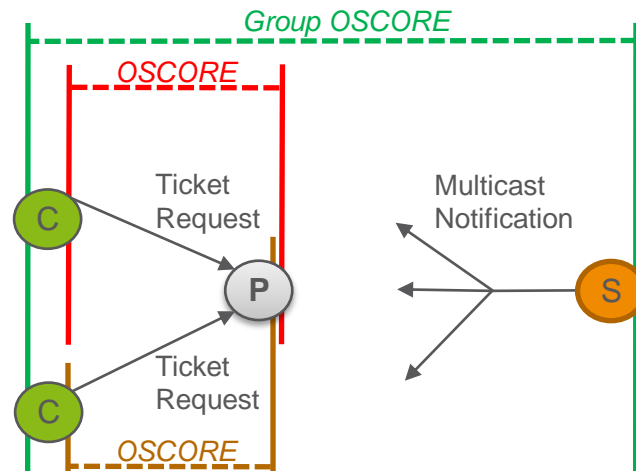 Group OSCORE
OSCORE
Ticket
Request
Multicast
Notification
C
P
S
Ticket
Request
C
OSCORE